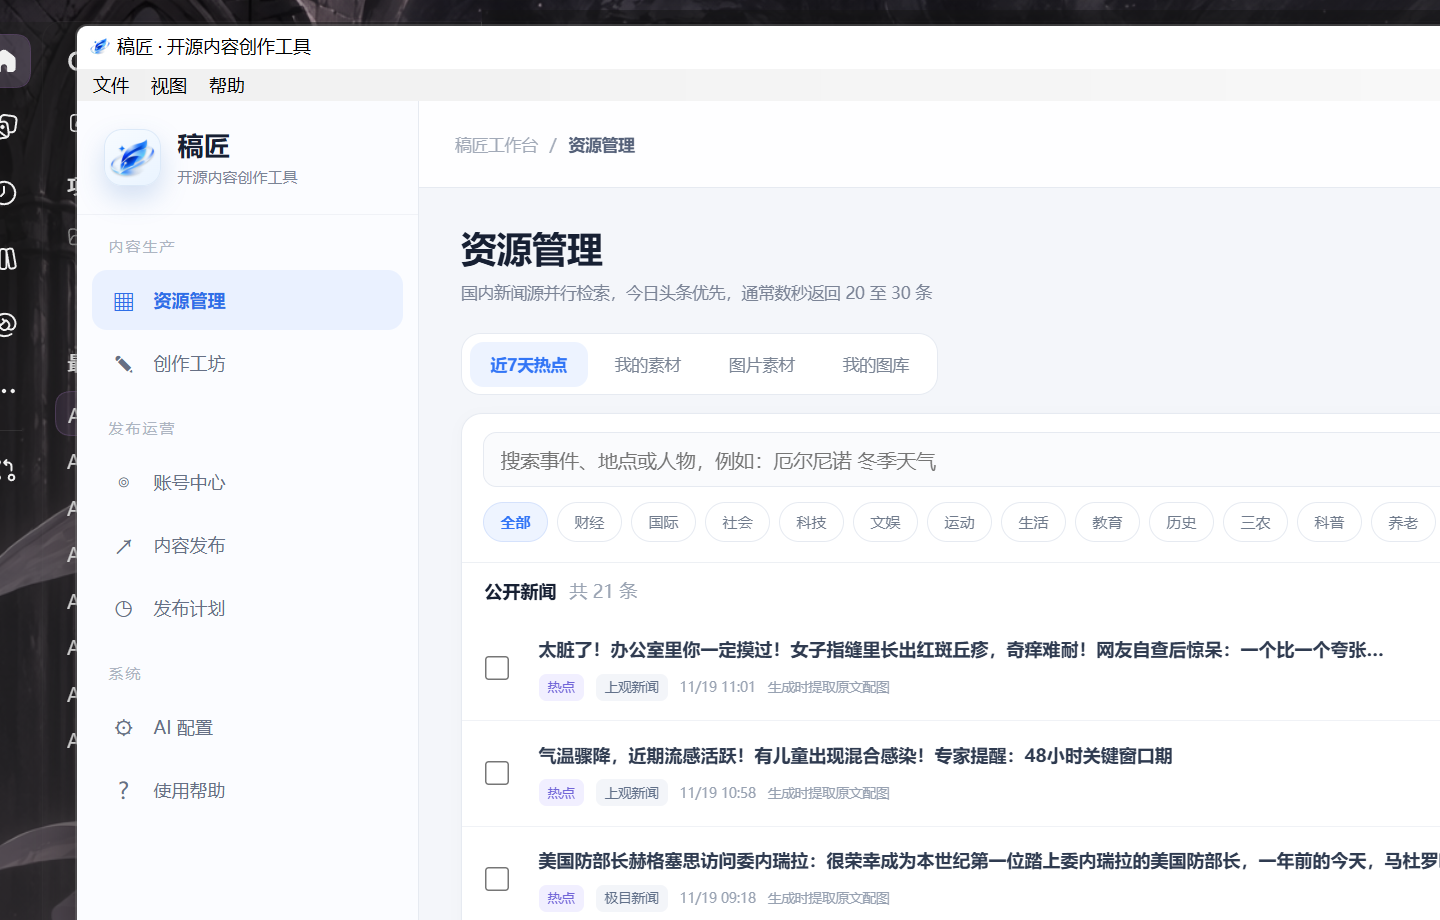 稿匠 · 开源内容创作工具
文件 视图 帮助
稿匠
开源内容创作工具
内容生产
资源管理
创作工坊
发布运营
账号中心
内容发布
发布计划
系统
AI 配置
? 使用帮助
稿匠工作台 / 资源管理
资源管理
国内新闻源并行检索，今日头条优先，通常数秒返回 20 至 30 条
近7天热点 我的素材 图片素材 我的图库
搜索事件、地点或人物，例如：厄尔尼诺 冬季天气
全部 财经 国际 社会 科技 文娱 运动 生活 教育 历史 三农 科普 养老
公开新闻 共 21 条
太脏了！办公室里你一定摸过！女子指缝里长出红斑丘疹，奇痒难耐！网友自查后惊呆：一个比一个夸张...
热点 上观新闻 11/19 11:01 生成时提取原文配图
气温骤降，近期流感活跃！有儿童出现混合感染！专家提醒：48小时关键窗口期
热点 上观新闻 11/19 10:58 生成时提取原文配图
美国防部长赫格塞思访问委内瑞拉：很荣幸成为本世纪第一位踏上委内瑞拉的美国防部长，一年前的今天，马杜罗
热点 极目新闻 11/19 09:18 生成时提取原文配图